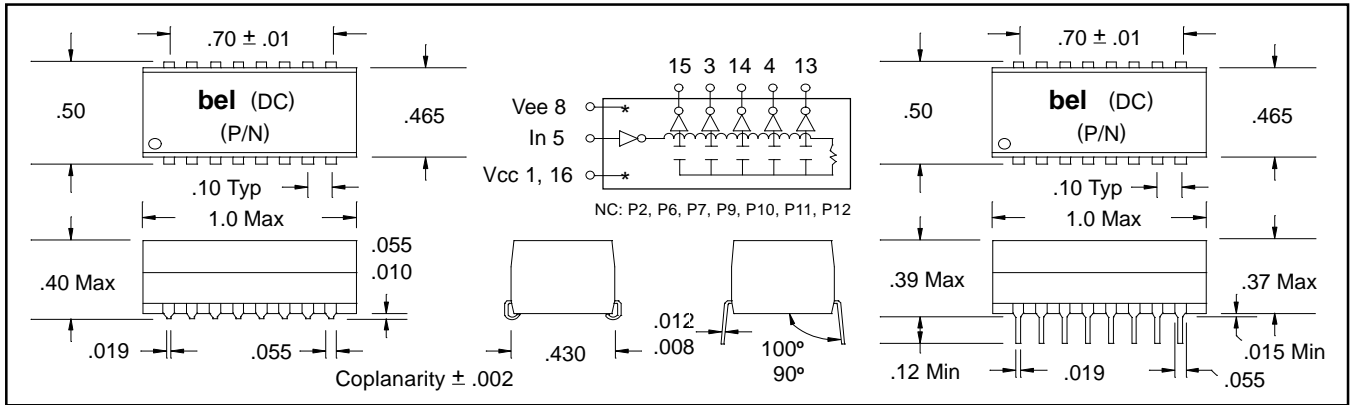 .70 ± .01
bel (DC)
(P/N)
.50
.465
.10 Typ
1.0 Max
.40 Max
.055
.010
.019
.055
Coplanarity ± .002
15 3 14 4 13
Vee 8
*
In 5
Vcc 1, 16
*
NC: P2, P6, P7, P9, P10, P11, P12
.430
.012
.008
100º
90º
.70 ± .01
bel (DC)
(P/N)
.50
.465
.10 Typ
1.0 Max
.39 Max
.37 Max
.12 Min
.019
.015 Min
.055